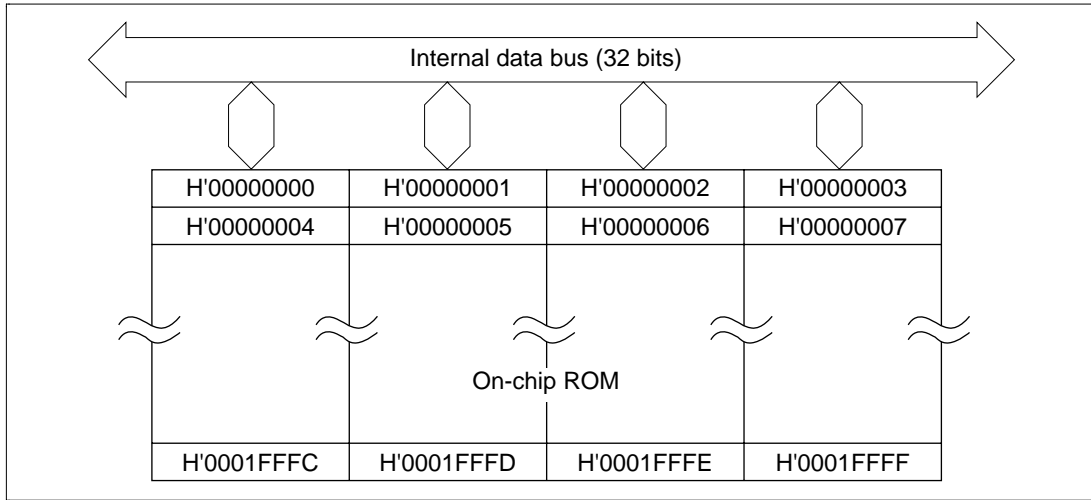 Internal data bus (32 bits)
H'00000000 H'00000001 H'00000002 H'00000003
H'00000004 H'00000005 H'00000006 H'00000007
On-chip ROM
H'0001FFFC H'0001FFFD H'0001FFFE H'0001FFFF